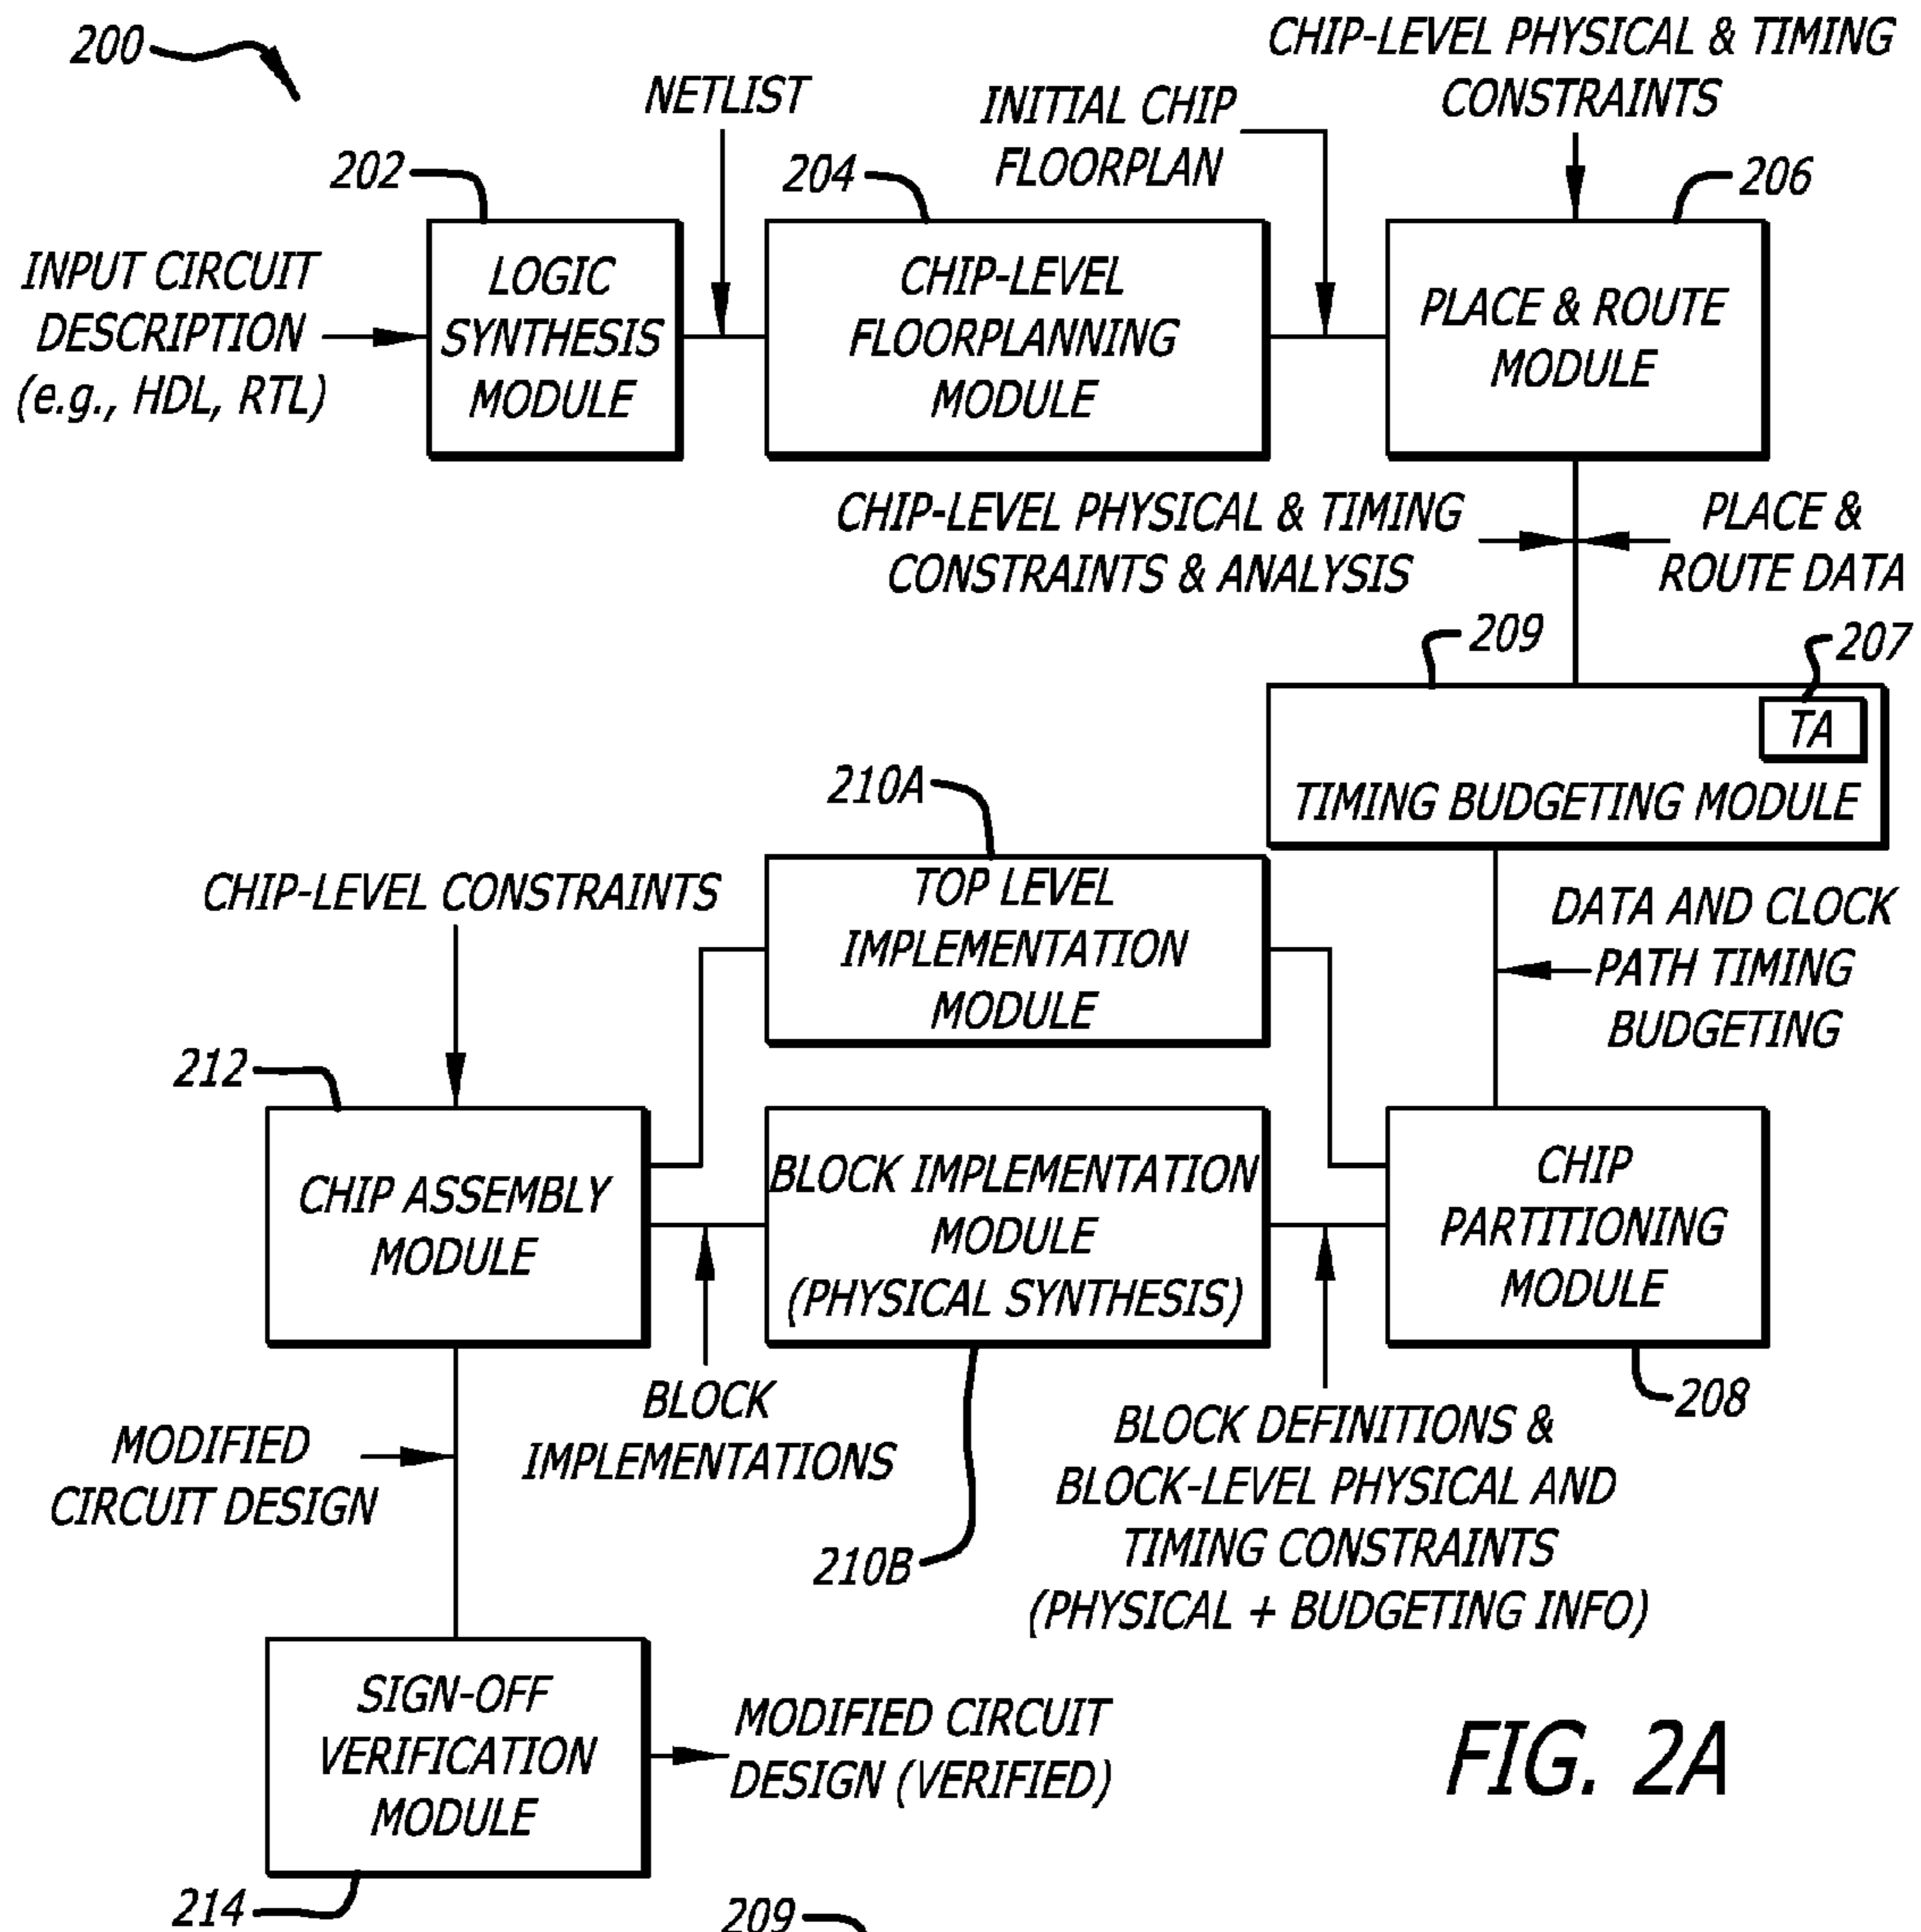 200
CHIP-LEVEL PHYSICAL & TIMING
CONSTRAINTS
NETLIST
INITIAL CHIP
FLOORPLAN
202
204
206
INPUT CIRCUIT
DESCRIPTION
(e.g., HDL, RTL)
LOGIC
SYNTHESIS
MODULE
CHIP-LEVEL
FLOORPLANNING
MODULE
PLACE & ROUTE
MODULE
CHIP-LEVEL PHYSICAL & TIMING
CONSTRAINTS & ANALYSIS
PLACE &
ROUTE DATA
209
207
TA
TIMING BUDGETING MODULE
210A
TOP LEVEL
IMPLEMENTATION
MODULE
CHIP-LEVEL CONSTRAINTS
DATA AND CLOCK
PATH TIMING
BUDGETING
212
CHIP ASSEMBLY
MODULE
BLOCK IMPLEMENTATION
MODULE
(PHYSICAL SYNTHESIS)
CHIP
PARTITIONING
MODULE
208
BLOCK
IMPLEMENTATIONS
MODIFIED
CIRCUIT DESIGN
210B
BLOCK DEFINITIONS &
BLOCK-LEVEL PHYSICAL AND
TIMING CONSTRAINTS
(PHYSICAL + BUDGETING INFO)
SIGN-OFF
VERIFICATION
MODULE
MODIFIED CIRCUIT
DESIGN (VERIFIED)
FIG. 2A
214
209